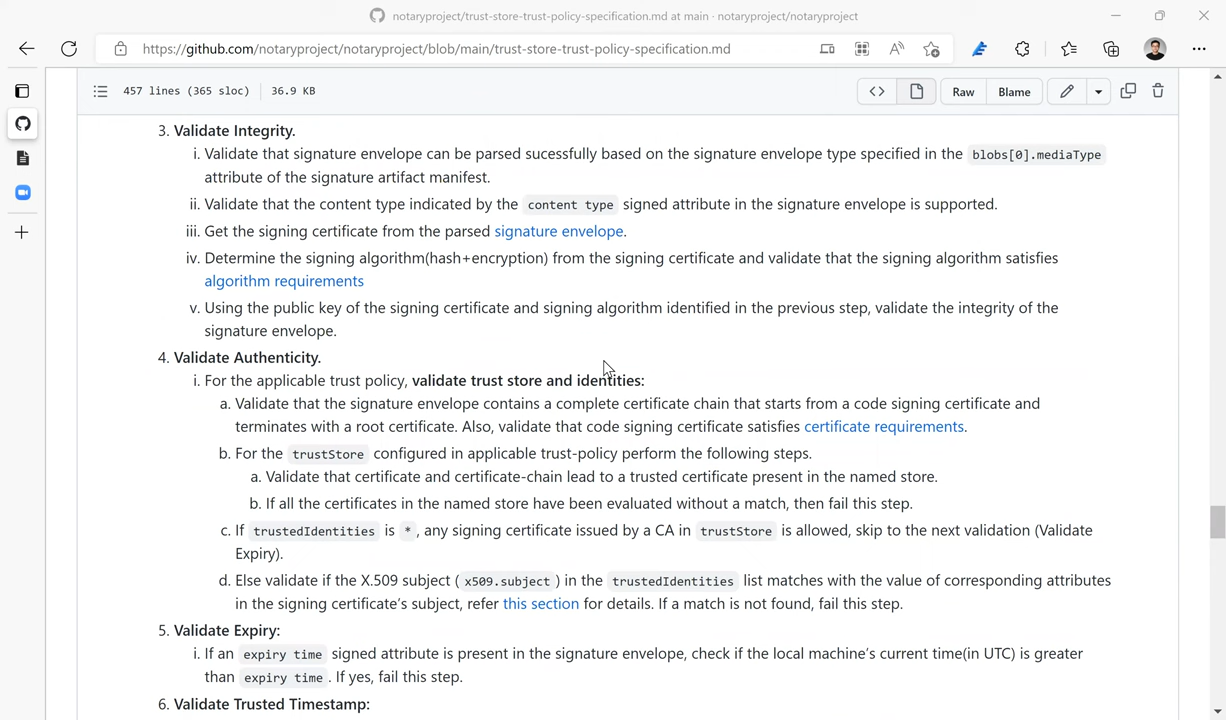 notaryproject/trust-store-trust-policy-specification.md at main · notaryproject/notaryproject
https://github.com/notaryproject/notaryproject/blob/main/trust-store-trust-policy-specification.md
457 lines (365 sloc) 36.9 KB
Raw Blame
3. Validate Integrity.
i. Validate that signature envelope can be parsed sucessfully based on the signature envelope type specified in the blobs[0].mediaType
attribute of the signature artifact manifest.
ii. Validate that the content type indicated by the content type signed attribute in the signature envelope is supported.
iii. Get the signing certificate from the parsed signature envelope.
iv. Determine the signing algorithm(hash+encryption) from the signing certificate and validate that the signing algorithm satisfies
algorithm requirements
v. Using the public key of the signing certificate and signing algorithm identified in the previous step, validate the integrity of the
signature envelope.
4. Validate Authenticity.
i. For the applicable trust policy, validate trust store and identities:
a. Validate that the signature envelope contains a complete certificate chain that starts from a code signing certificate and
terminates with a root certificate. Also, validate that code signing certificate satisfies certificate requirements.
b. For the trustStore configured in applicable trust-policy perform the following steps.
a. Validate that certificate and certificate-chain lead to a trusted certificate present in the named store.
b. If all the certificates in the named store have been evaluated without a match, then fail this step.
c. If trustedIdentities is * , any signing certificate issued by a CA in trustStore is allowed, skip to the next validation (Validate
Expiry).
d. Else validate if the X.509 subject ( x509.subject ) in the trustedIdentities list matches with the value of corresponding attributes
in the signing certificate's subject, refer this section for details. If a match is not found, fail this step.
5. Validate Expiry:
i. If an expiry time signed attribute is present in the signature envelope, check if the local machine's current time(in UTC) is greater
than expiry time . If yes, fail this step.
6. Validate Trusted Timestamp: